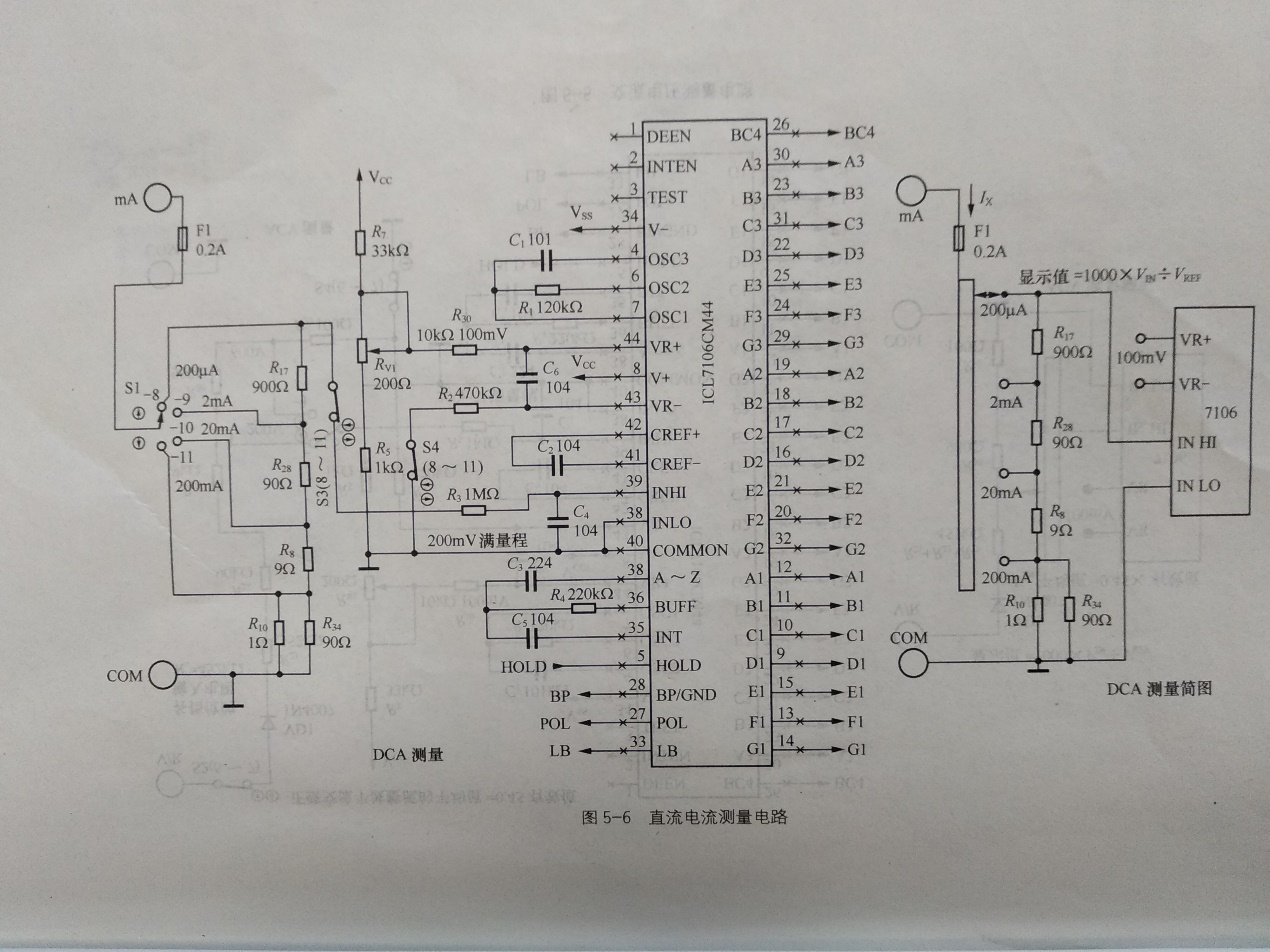 mA
F1
0.2A
200μA
S1
-8
-9
2mA
-10
20mA
-11
200mA
R17
900Ω
R28
90Ω
S3(8～11)
R8
9Ω
R10
1Ω
R34
90Ω
COM
VCC
R7
33kΩ
RV1
200Ω
R5
1kΩ
R30
10kΩ 100mV
C6
104
R2 470kΩ
S4
(8～11)
R3 1MΩ
C4
104
200mV 满量程
C1 101
R1 120kΩ
VSS
VCC
C2 104
C3 224
R4 220kΩ
C5 104
HOLD
BP
POL
LB
DCA 测量
ICL7106CM44
1 DEEN
2 INTEN
3 TEST
34 V−
4 OSC3
6 OSC2
7 OSC1
44 VR+
8 V+
43 VR−
42 CREF+
41 CREF−
39 INHI
38 INLO
40 COMMON
38 A～Z
36 BUFF
35 INT
5 HOLD
28 BP/GND
27 POL
33 LB
BC4 26 BC4
A3 30 A3
B3 23 B3
C3 31 C3
D3 22 D3
E3 25 E3
F3 24 F3
G3 29 G3
A2 19 A2
B2 18 B2
C2 17 C2
D2 16 D2
E2 21 E2
F2 20 F2
G2 32 G2
A1 12 A1
B1 11 B1
C1 10 C1
D1 9 D1
E1 15 E1
F1 13 F1
G1 14 G1
mA
IX
F1
0.2A
显示值=1000×VIN÷VREF
200μA
R17
900Ω
2mA
R28
90Ω
20mA
R8
9Ω
200mA
R10
1Ω
R34
90Ω
COM
100mV
VR+
VR−
7106
IN HI
IN LO
DCA 测量简图
图 5-6 直流电流测量电路